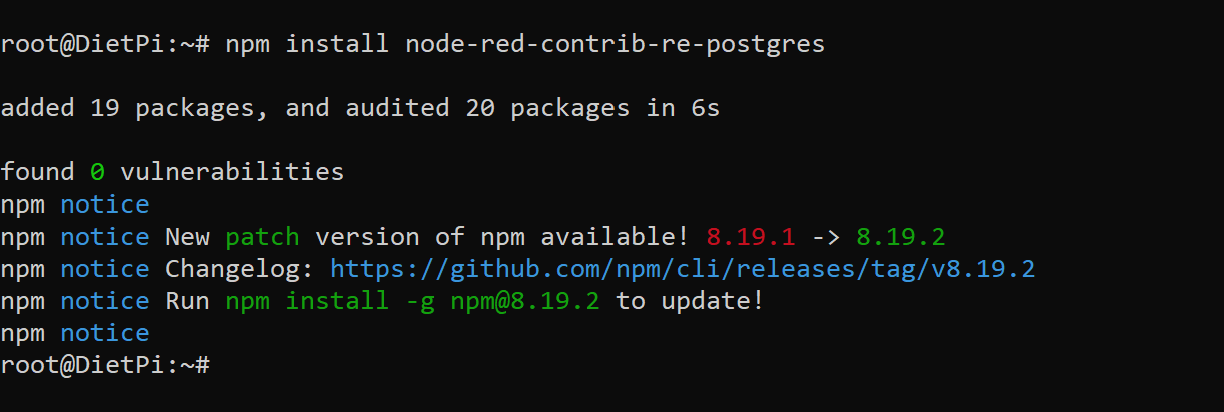 root@DietPi:~# npm install node-red-contrib-re-postgres
added 19 packages, and audited 20 packages in 6s
found 0 vulnerabilities
npm notice
npm notice New patch version of npm available! 8.19.1 -> 8.19.2
npm notice Changelog: https://github.com/npm/cli/releases/tag/v8.19.2
npm notice Run npm install -g npm@8.19.2 to update!
npm notice
root@DietPi:~#